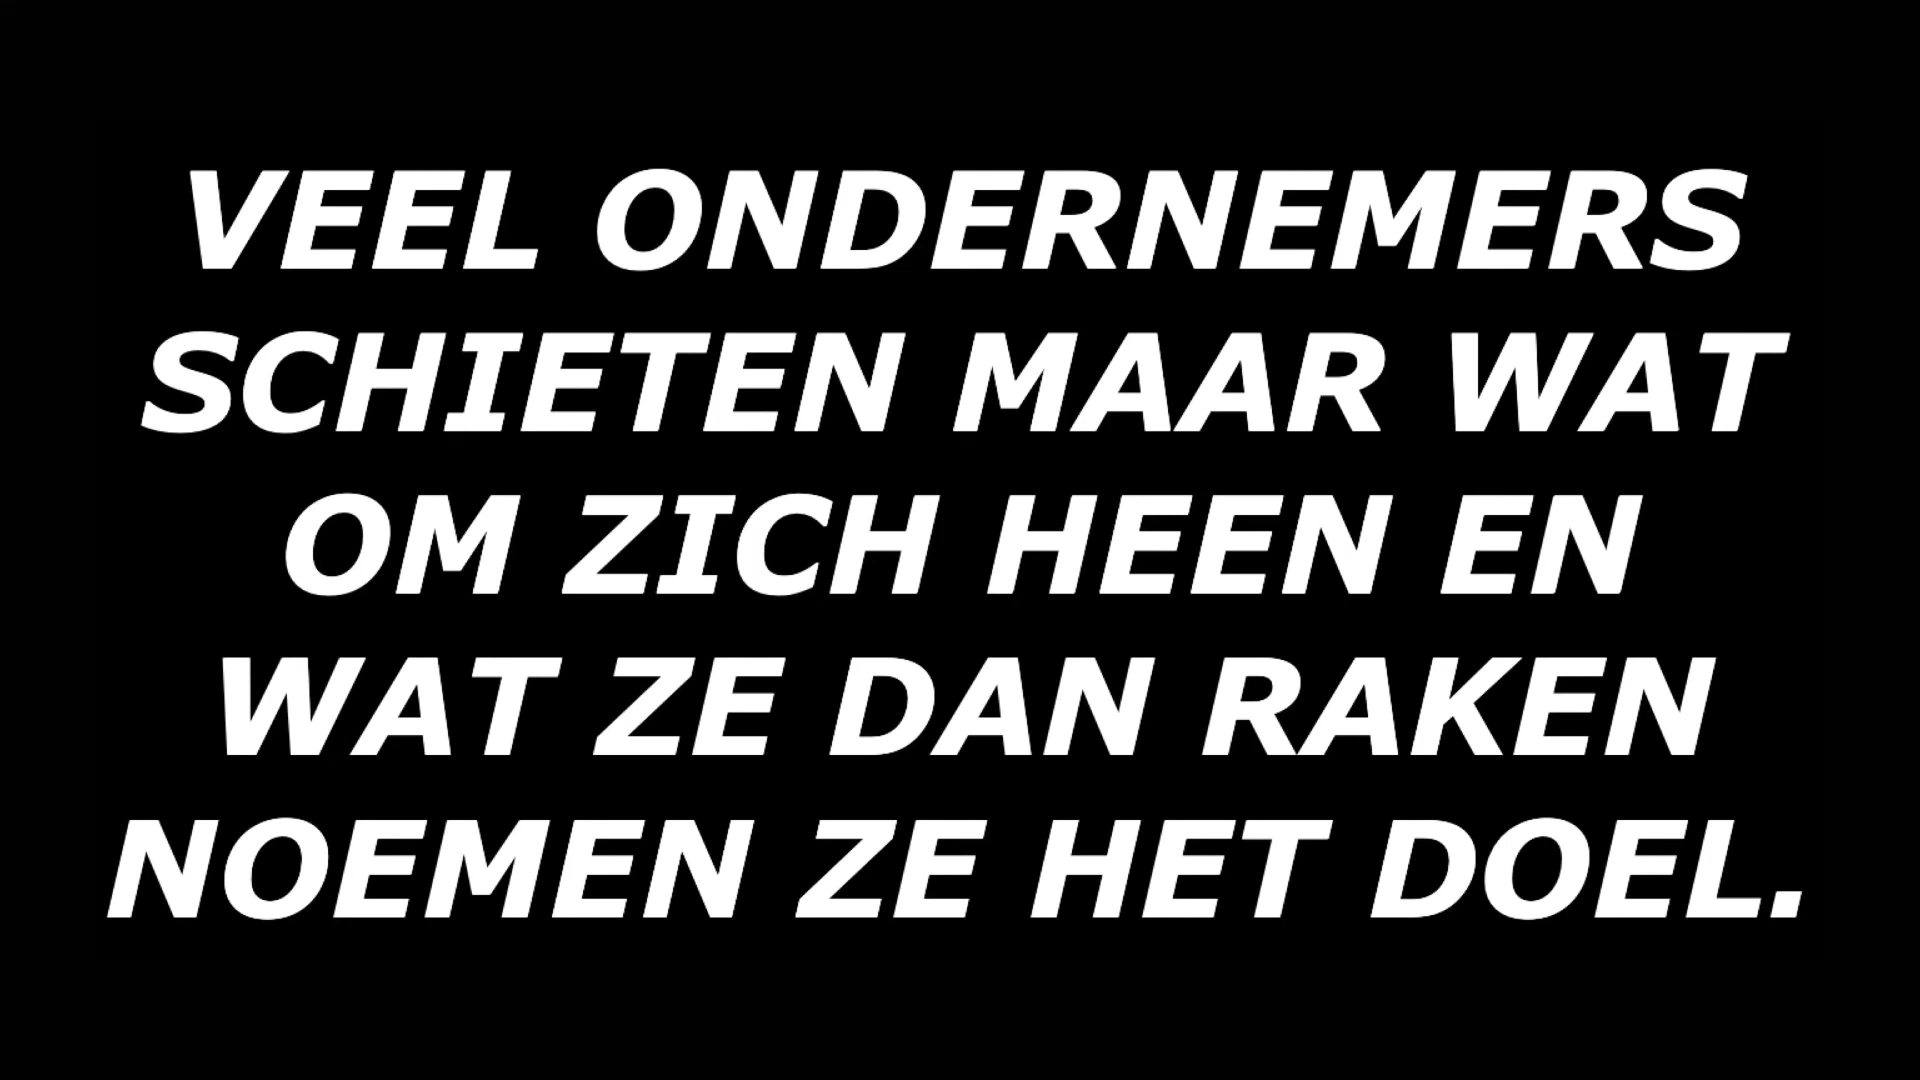 VEEL ONDERNEMERS
SCHIETEN MAAR WAT
OM ZICH HEEN EN
WAT ZE DAN RAKEN
NOEMEN ZE HET DOEL.